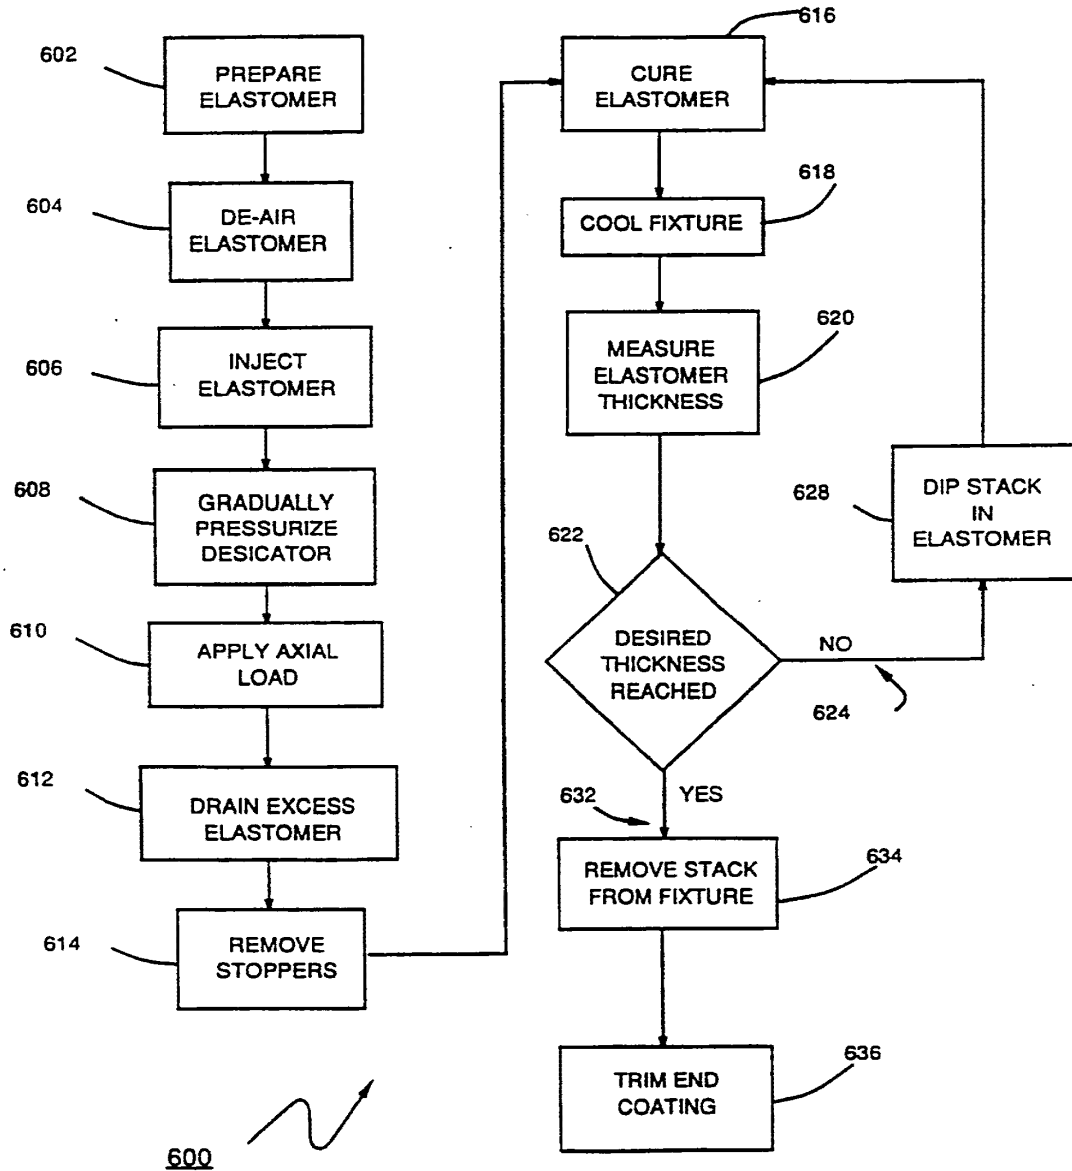 602
PREPARE
ELASTOMER
604
DE-AIR
ELASTOMER
606
INJECT
ELASTOMER
608
GRADUALLY
PRESSURIZE
DESICATOR
610
APPLY AXIAL
LOAD
612
DRAIN EXCESS
ELASTOMER
614
REMOVE
STOPPERS
616
CURE
ELASTOMER
618
COOL FIXTURE
620
MEASURE
ELASTOMER
THICKNESS
622
DESIRED
THICKNESS
REACHED
NO
624
628
DIP STACK
IN
ELASTOMER
YES
632
634
REMOVE STACK
FROM FIXTURE
636
TRIM END
COATING
600